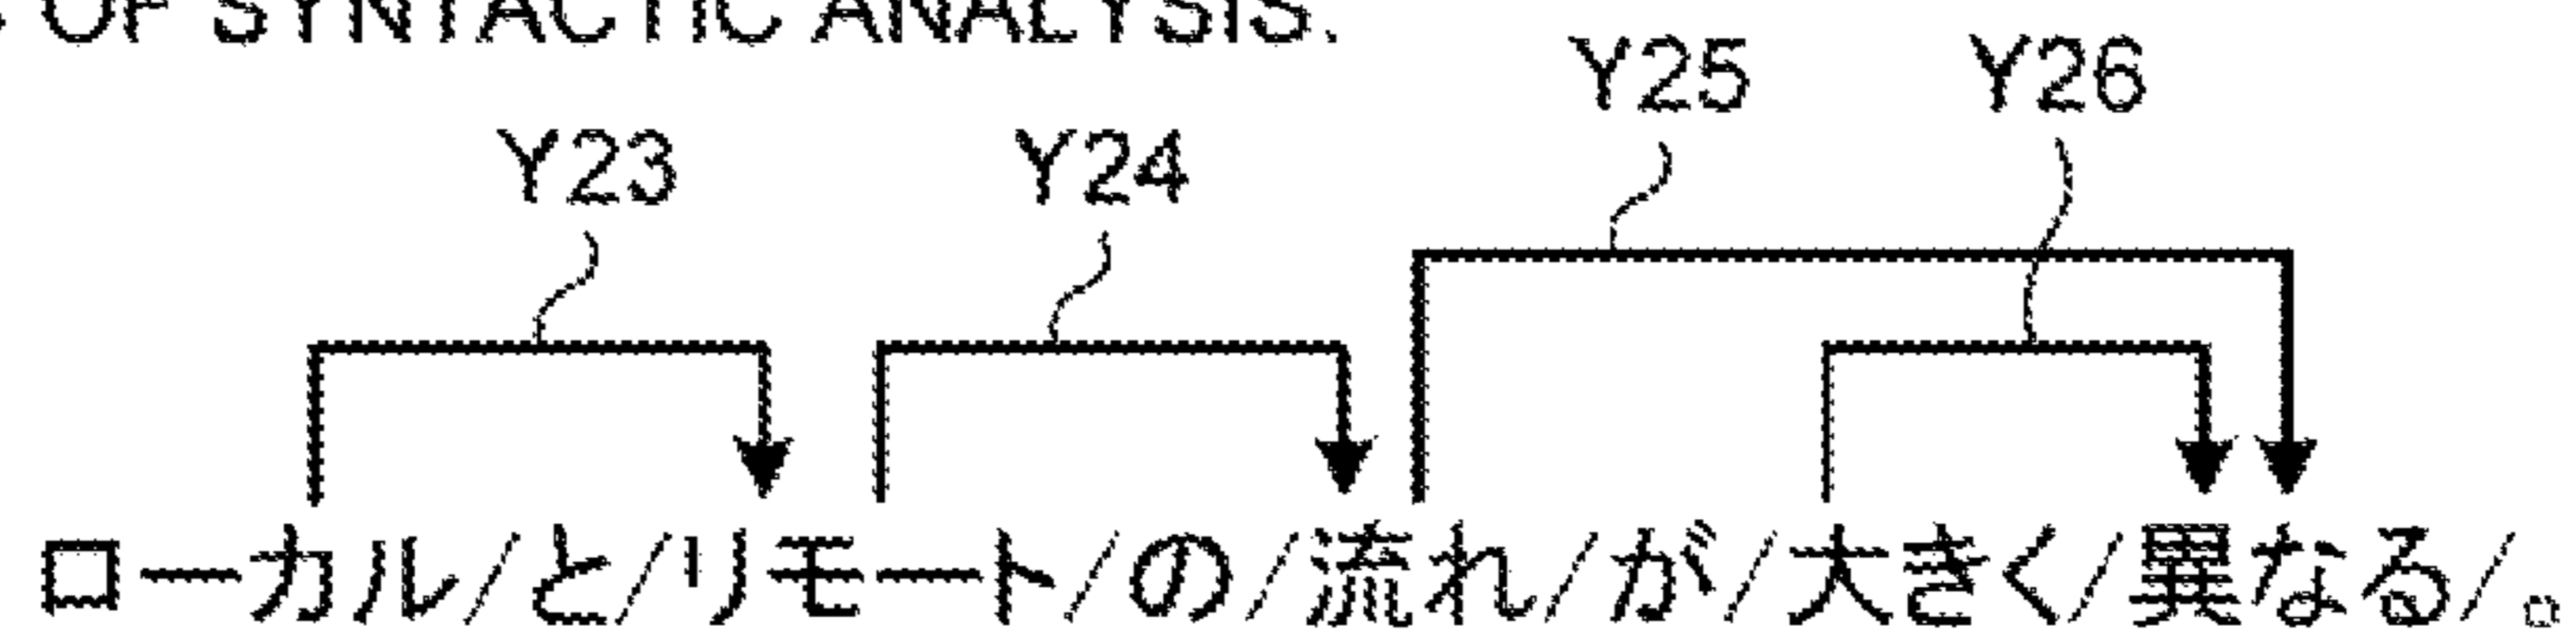 OF SYNTACTIC ANALYSIS.
Y25 Y26
Y23 Y24
ローカル/と/リモート/の/流れ/が/大きく/異なる/。